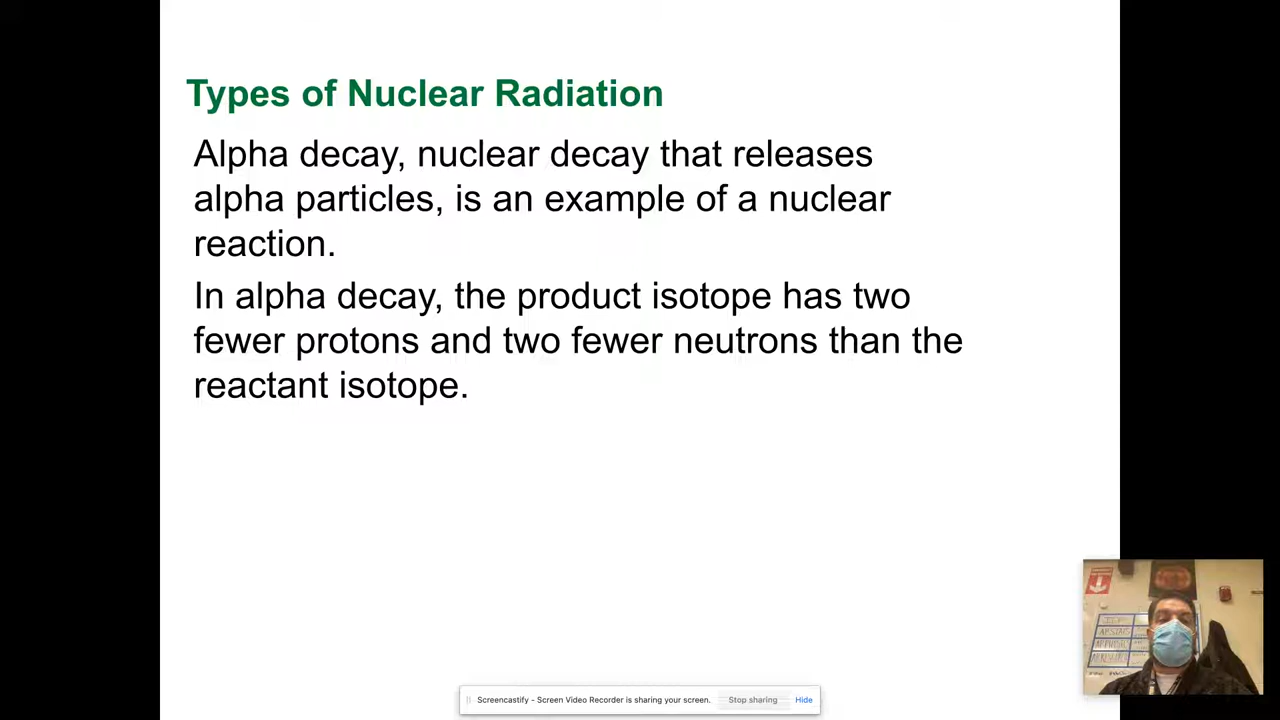 Types of Nuclear Radiation
Alpha decay, nuclear decay that releases
alpha particles, is an example of a nuclear
reaction.
In alpha decay, the product isotope has two
fewer protons and two fewer neutrons than the
reactant isotope.
Screencastify - Screen Video Recorder is sharing your screen. Stop sharing Hide